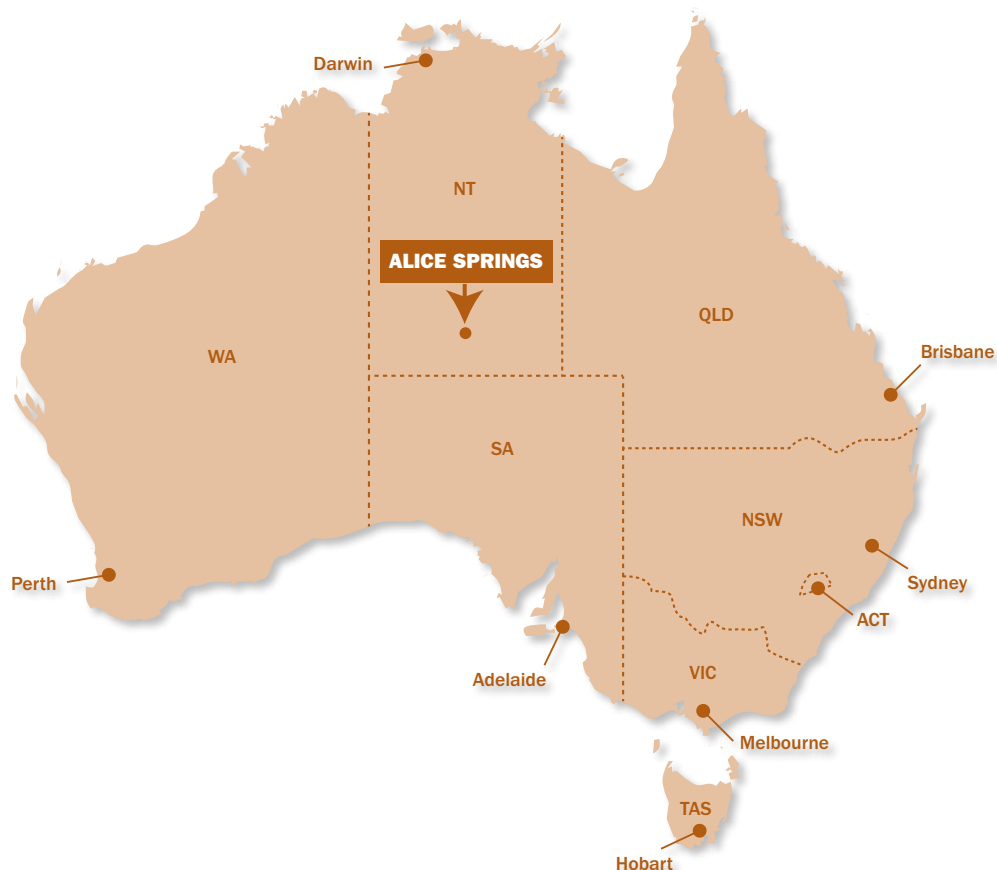 Darwin
NT
ALICE SPRINGS
QLD
Brisbane
WA
SA
NSW
Sydney
Perth
ACT
VIC
Adelaide
Melbourne
TAS
Hobart